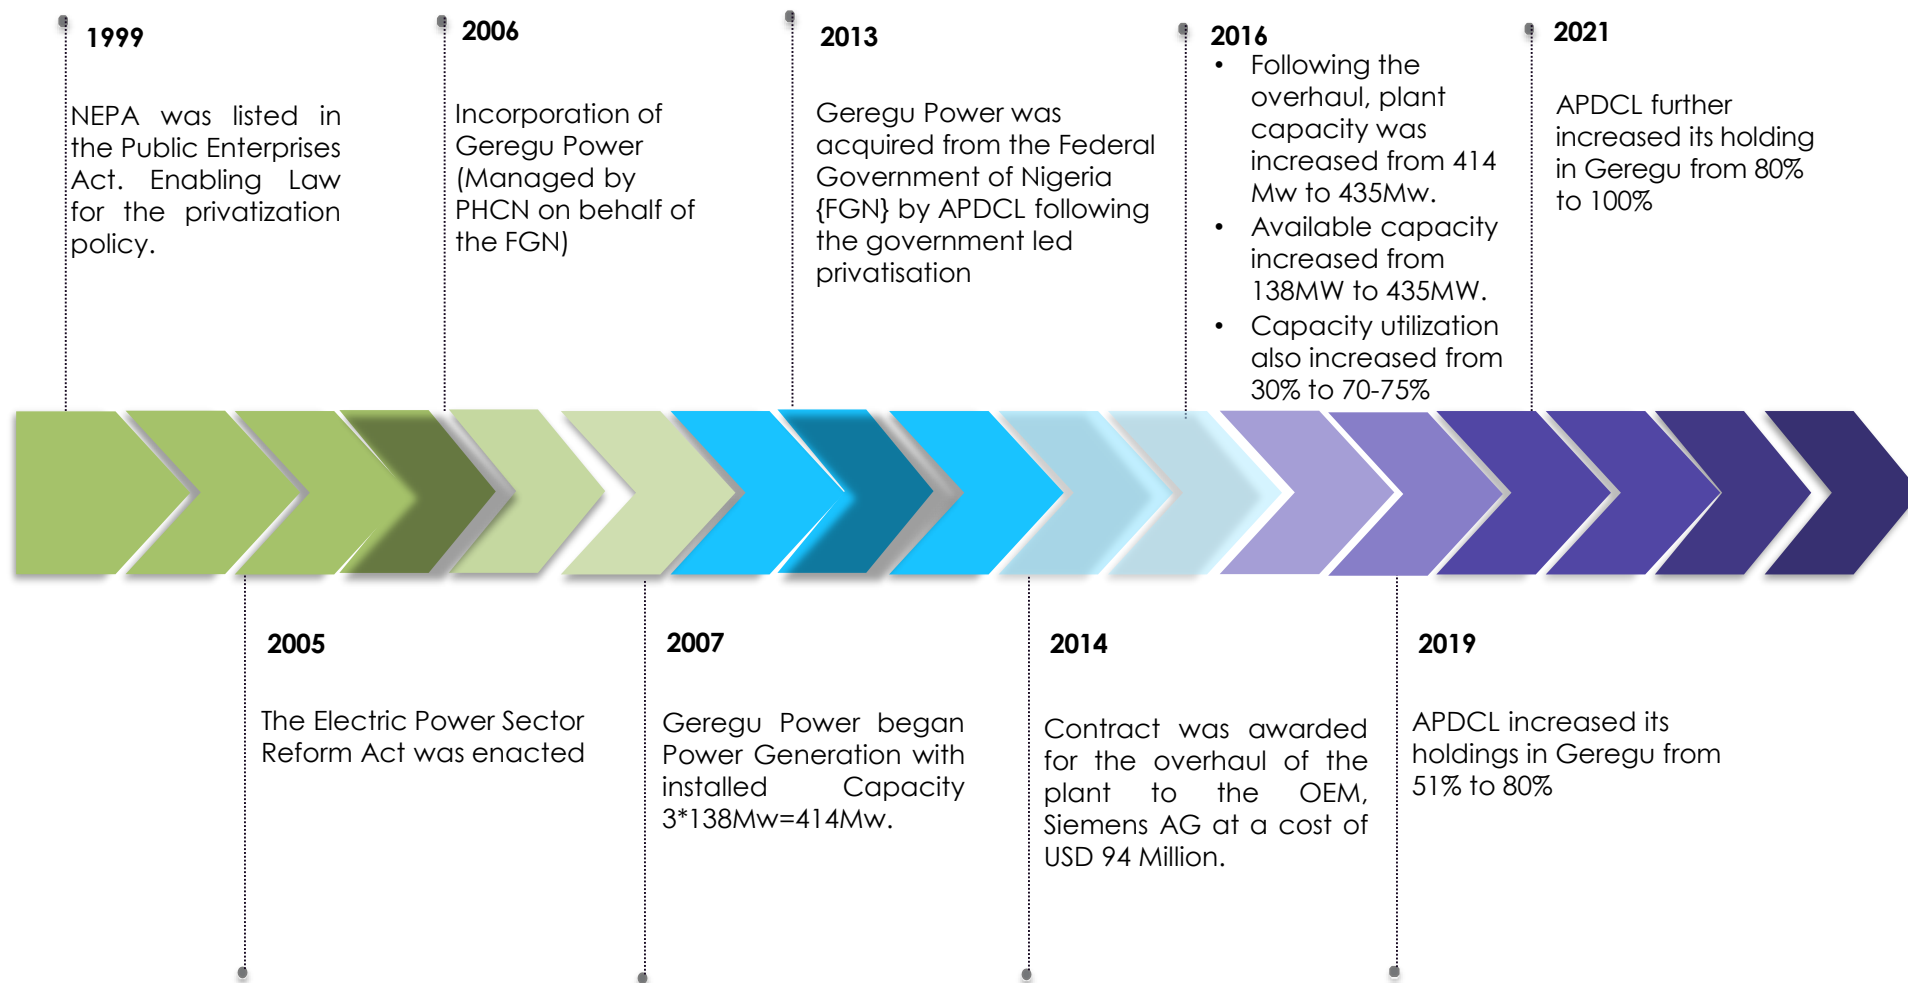 1999
NEPA was listed in
the Public Enterprises
Act. Enabling Law
for the privatization
policy.
2006
Incorporation of
Geregu Power
(Managed by
PHCN on behalf of
the FGN)
2013
Geregu Power was
acquired from the Federal
Government of Nigeria
{FGN} by APDCL following
the government led
privatisation
2016
• Following the
overhaul, plant
capacity was
increased from 414
Mw to 435Mw.
• Available capacity
increased from
138MW to 435MW.
• Capacity utilization
also increased from
30% to 70-75%
2021
APDCL further
increased its holding
in Geregu from 80%
to 100%
2005
The Electric Power Sector
Reform Act was enacted
2007
Geregu Power began
Power Generation with
installed Capacity
3*138Mw=414Mw.
2014
Contract was awarded
for the overhaul of the
plant to the OEM,
Siemens AG at a cost of
USD 94 Million.
2019
APDCL increased its
holdings in Geregu from
51% to 80%